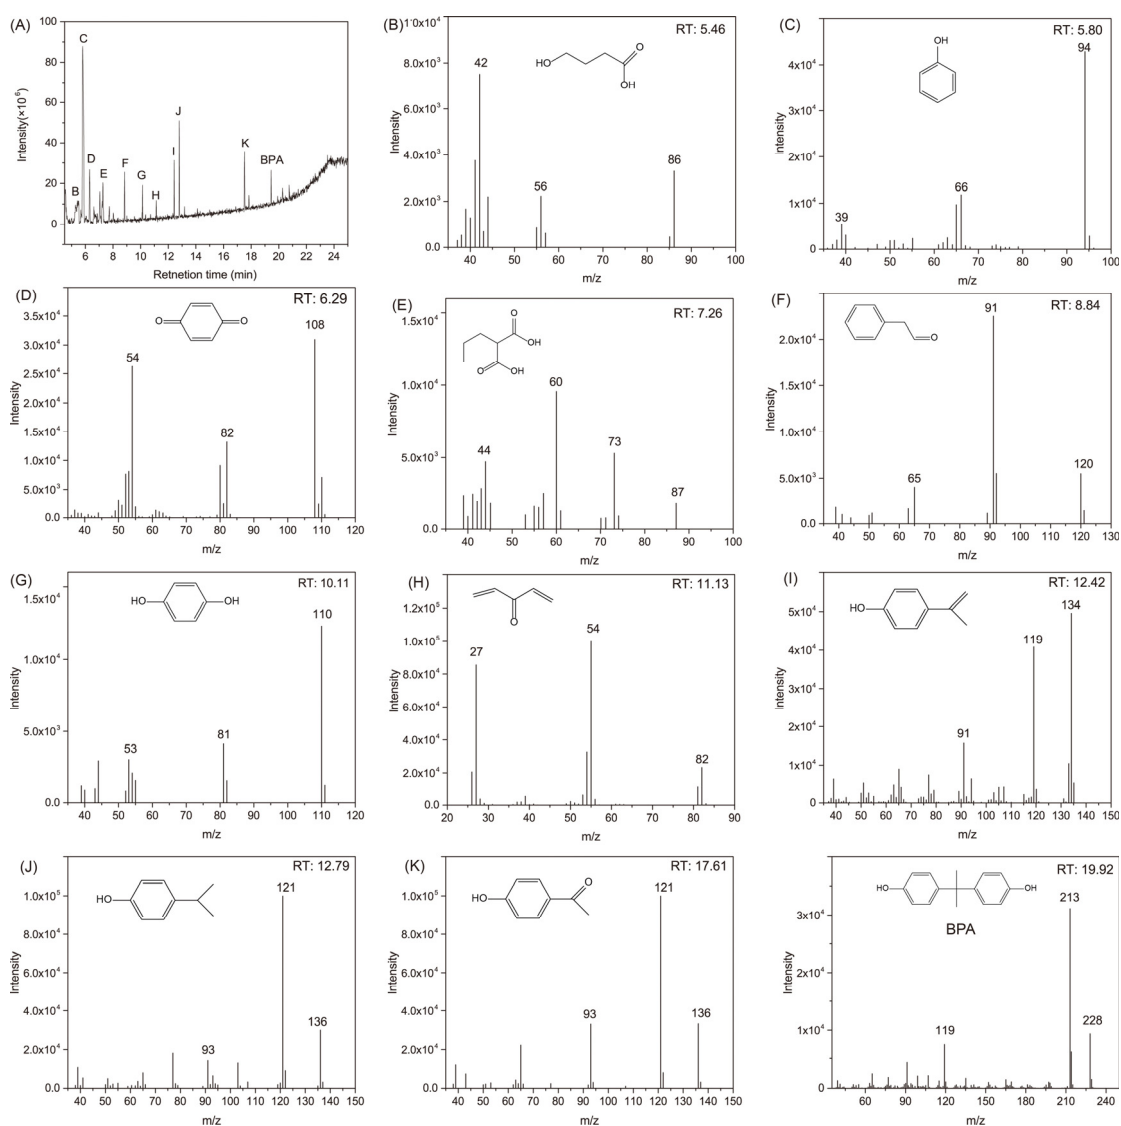 (A)
Intensity(×10⁶)
100
80
60
40
20
0
C
D
B
E
F
G
H
I
J
K
BPA
6 8 10 12 14 16 18 20 22 24
Retnetion time (min)
(B)
RT: 5.46
Intensity
1.0x10⁴
8.0x10³
6.0x10³
4.0x10³
2.0x10³
0.0
HO
O
OH
42
56
86
40 50 60 70 80 90 100
m/z
(C)
RT: 5.80
Intensity
4x10⁴
3x10⁴
2x10⁴
1x10⁴
0
OH
94
66
39
40 50 60 70 80 90 100
m/z
(D)
RT: 6.29
Intensity
3.5x10⁴
3.0x10⁴
2.5x10⁴
2.0x10⁴
1.5x10⁴
1.0x10⁴
5.0x10³
0.0
O
O
54
82
108
40 50 60 70 80 90 100 110 120
m/z
(E)
RT: 7.26
Intensity
1.5x10⁴
1.0x10⁴
5.0x10³
0.0
O
OH
O
OH
44
60
73
87
40 50 60 70 80 90 100
m/z
(F)
RT: 8.84
Intensity
2.0x10⁴
1.5x10⁴
1.0x10⁴
5.0x10³
0.0
O
91
65
120
40 50 60 70 80 90 100 110 120 130
m/z
(G)
RT: 10.11
Intensity
1.5x10⁴
1.0x10⁴
5.0x10³
0.0
HO
OH
110
81
53
40 50 60 70 80 90 100 110 120
m/z
(H)
RT: 11.13
Intensity
1.2x10⁵
1.0x10⁵
8.0x10⁴
6.0x10⁴
4.0x10⁴
2.0x10⁴
0.0
O
27
54
82
20 30 40 50 60 70 80 90
m/z
(I)
RT: 12.42
Intensity
5x10⁴
4x10⁴
3x10⁴
2x10⁴
1x10⁴
0
HO
134
119
91
40 50 60 70 80 90 100 110 120 130 140 150
m/z
(J)
RT: 12.79
Intensity
1.0x10⁵
8.0x10⁴
6.0x10⁴
4.0x10⁴
2.0x10⁴
0.0
HO
121
93
136
40 50 60 70 80 90 100 110 120 130 140 150
m/z
(K)
RT: 17.61
Intensity
1.0x10⁵
8.0x10⁴
6.0x10⁴
4.0x10⁴
2.0x10⁴
0.0
HO
O
121
93
136
40 50 60 70 80 90 100 110 120 130 140 150
m/z
RT: 19.92
Intensity
3x10⁴
2x10⁴
1x10⁴
0
HO
OH
BPA
213
119
228
60 90 120 150 180 210 240
m/z